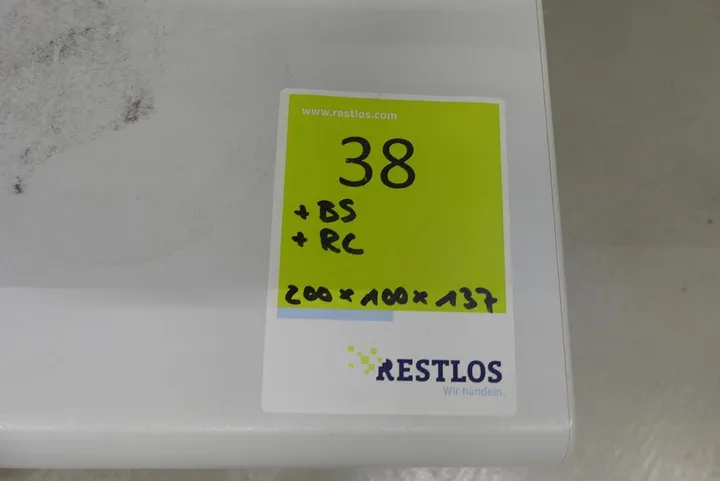 www.restlos.com
38
+ BS
+ RC
200 x 100 x 137
RESTLOS
Wir handeln.